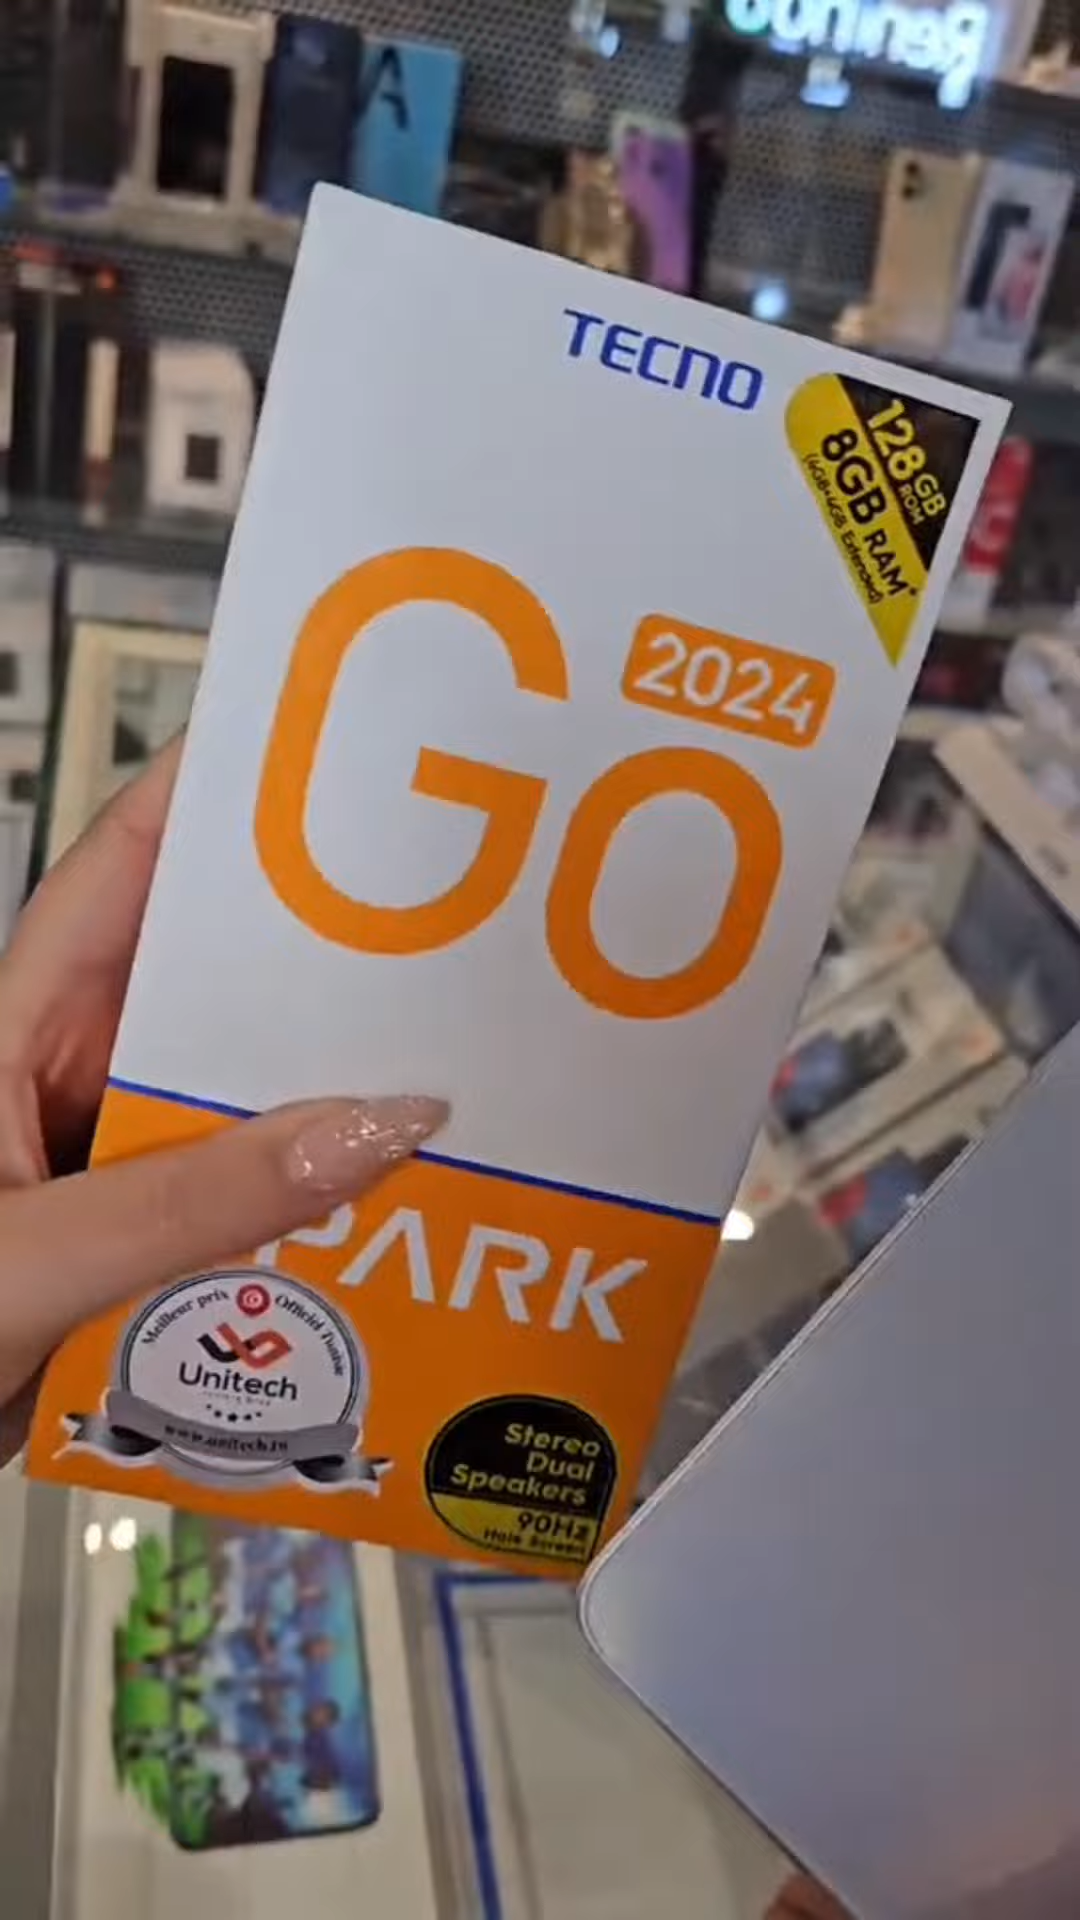 TECNO
128GB
ROM
8GB RAM*
(4GB+4GB Extended)
2024
Go
PARK
Meilleur prix
Officiel Tunisie
Unitech
www.unitech.tn
Stereo
Dual
Speakers
90Hz
Hole Screen
A